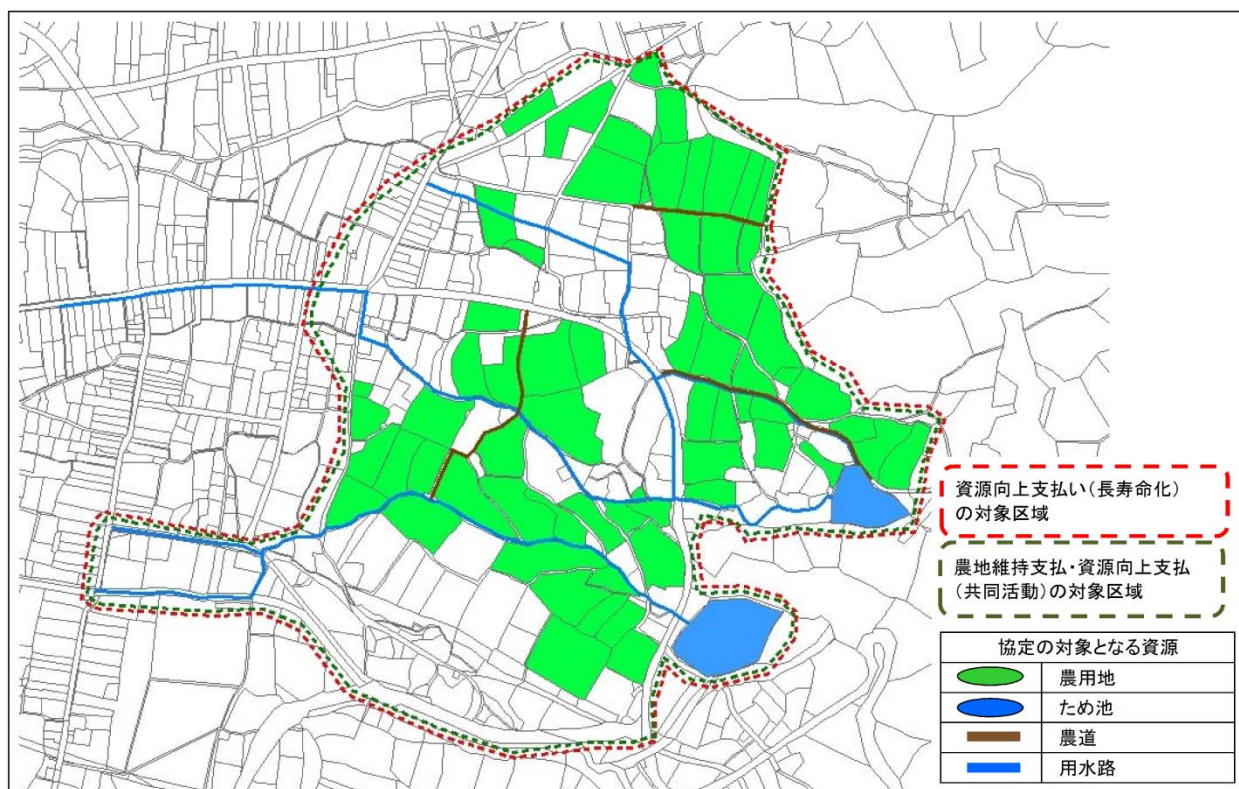 資源向上支払い（長寿命化）
の対象区域
農地維持支払・資源向上支払
（共同活動）の対象区域
協定の対象となる資源
農用地
ため池
農道
用水路